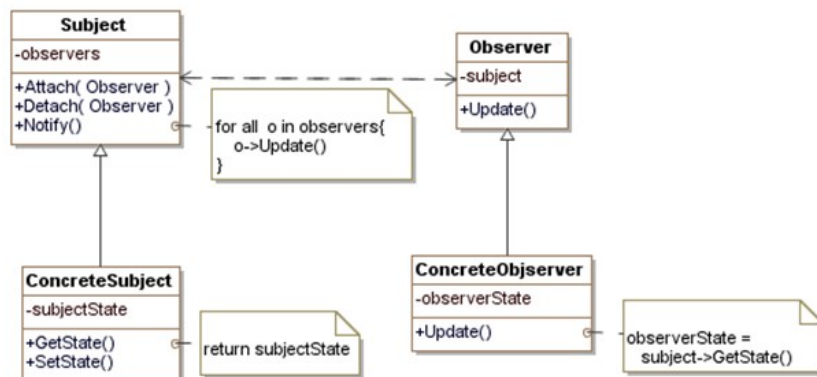 Subject
-observers
+Attach( Observer )
+Detach( Observer )
+Notify()
for all o in observers{
o->Update()
}
Observer
-subject
+Update()
ConcreteSubject
-subjectState
+GetState()
+SetState()
return subjectState
ConcreteObjserver
-observerState
+Update()
observerState =
subject->GetState()